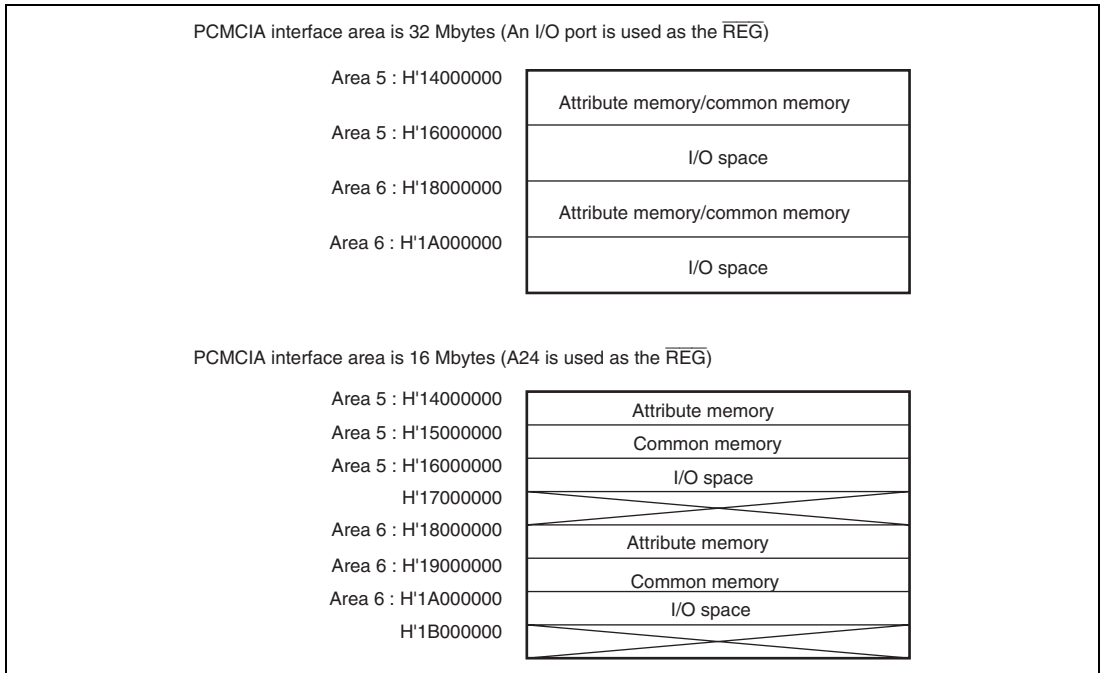 PCMCIA interface area is 32 Mbytes (An I/O port is used as the R̅E̅G̅)
Area 5 : H'14000000
Attribute memory/common memory
Area 5 : H'16000000
I/O space
Area 6 : H'18000000
Attribute memory/common memory
Area 6 : H'1A000000
I/O space
PCMCIA interface area is 16 Mbytes (A24 is used as the R̅E̅G̅)
Area 5 : H'14000000
Attribute memory
Area 5 : H'15000000
Common memory
Area 5 : H'16000000
I/O space
H'17000000
Area 6 : H'18000000
Attribute memory
Area 6 : H'19000000
Common memory
Area 6 : H'1A000000
I/O space
H'1B000000